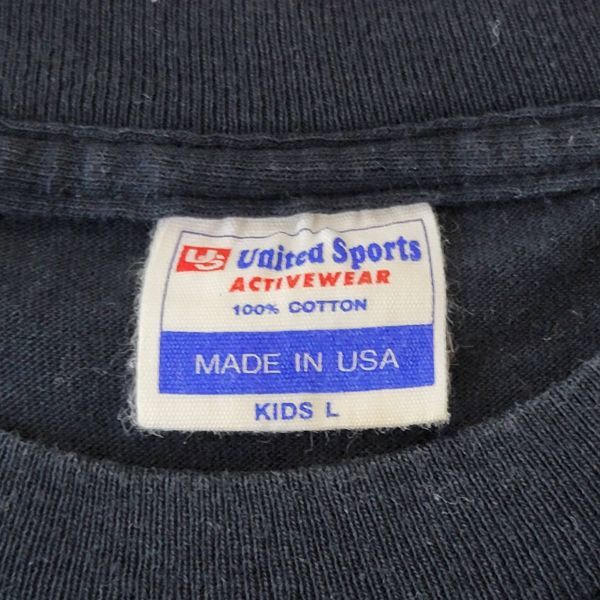 US United Sports
ACTIVEWEAR
100% COTTON
MADE IN USA
KIDS L